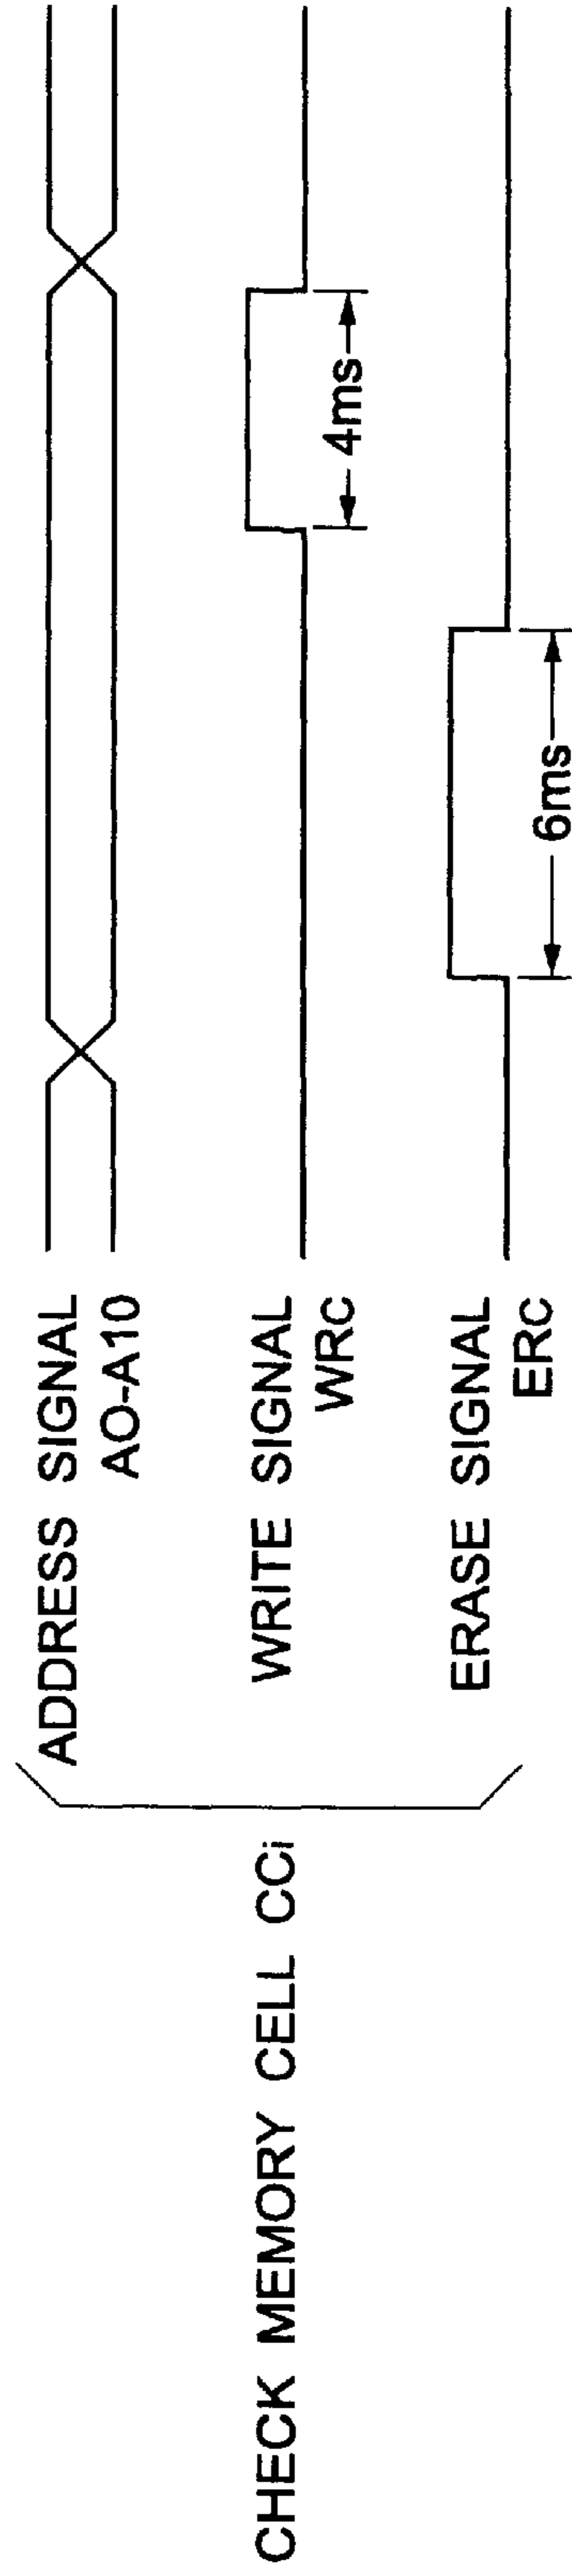 CHECK MEMORY CELL CCi
ADDRESS SIGNAL
AO-A10
WRITE SIGNAL
WRC
4ms
ERASE SIGNAL
ERC
6ms